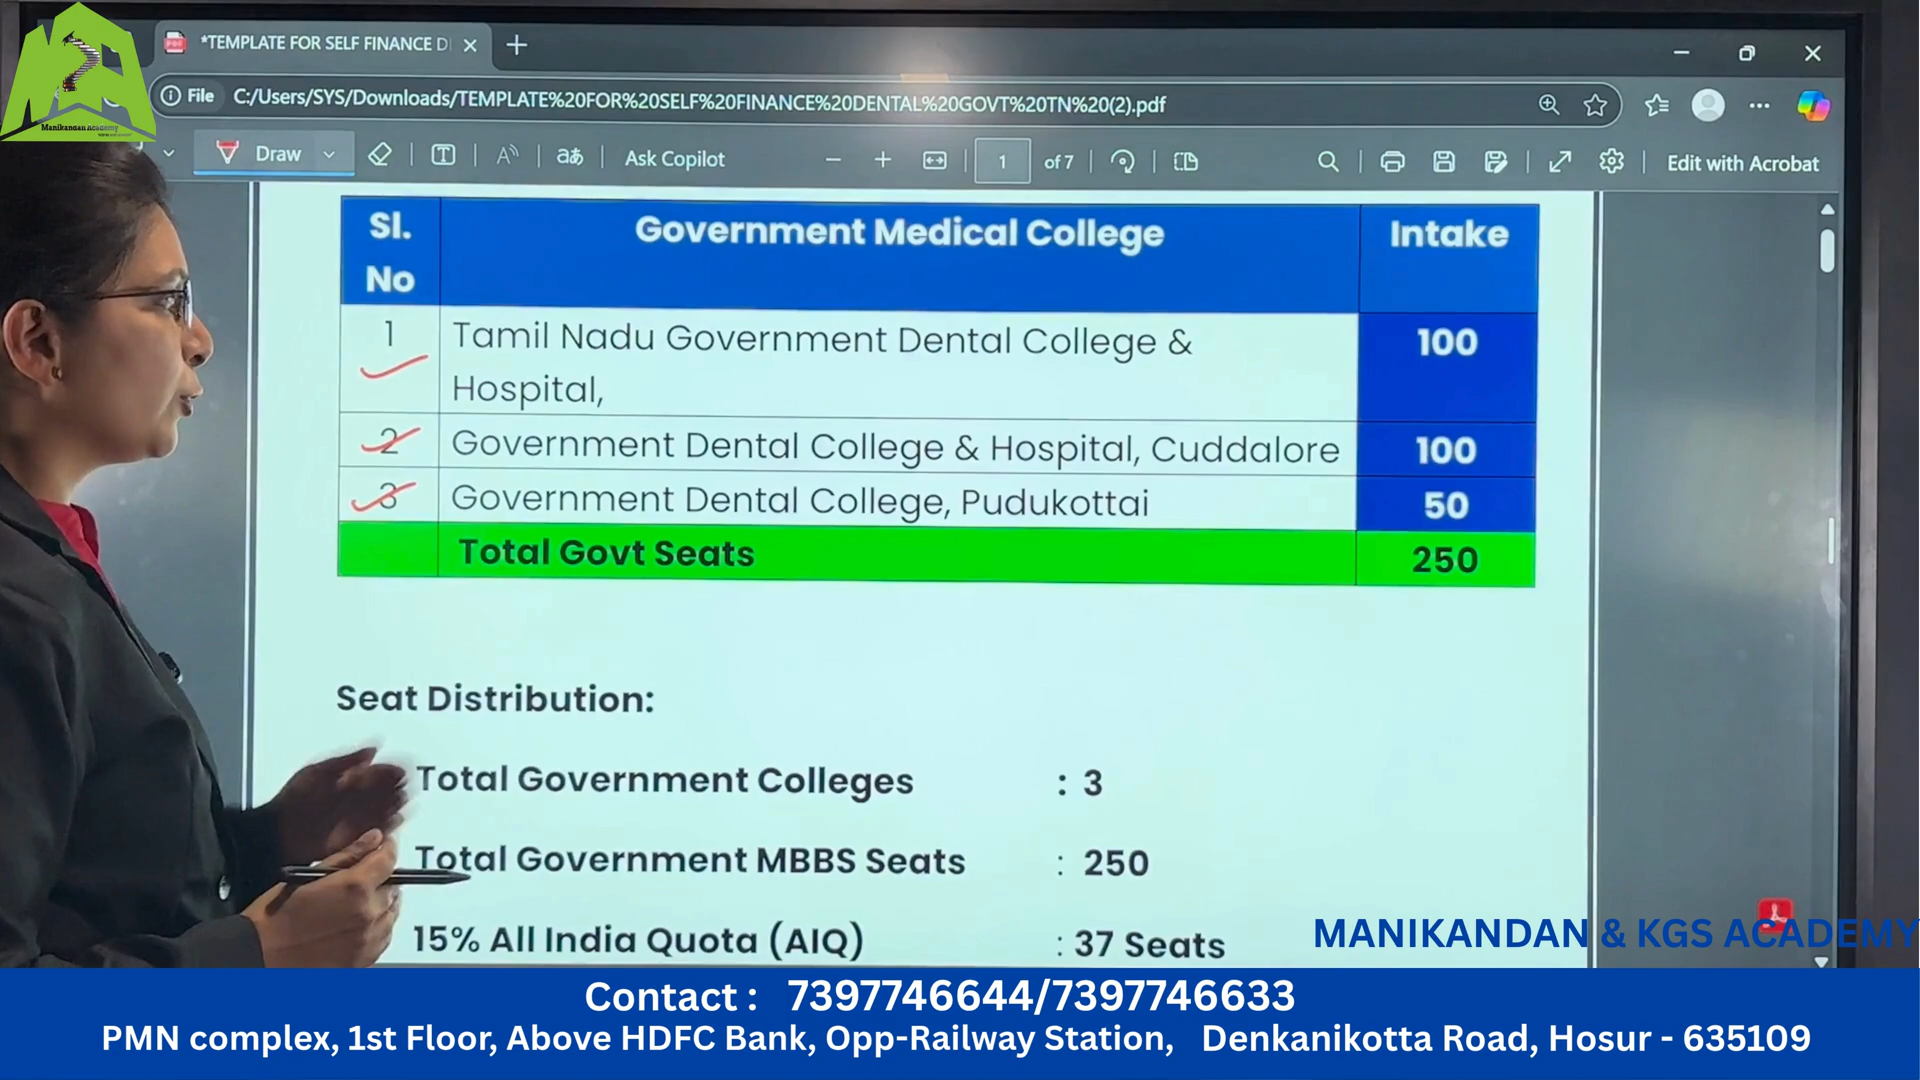 *TEMPLATE FOR SELF FINANCE D
Manikandan Academy
File C:/Users/SYS/Downloads/TEMPLATE%20FOR%20SELF%20FINANCE%20DENTAL%20GOVT%20TN%20(2).pdf
Draw Ask Copilot 1 of 7 Edit with Acrobat
Sl. No Government Medical College Intake
1 Tamil Nadu Government Dental College & 100
Hospital,
2 Government Dental College & Hospital, Cuddalore 100
3 Government Dental College, Pudukottai 50
Total Govt Seats 250
Seat Distribution:
Total Government Colleges : 3
Total Government MBBS Seats : 250
15% All India Quota (AIQ) : 37 Seats
MANIKANDAN & KGS ACADEMY
Contact : 7397746644/7397746633
PMN complex, 1st Floor, Above HDFC Bank, Opp-Railway Station, Denkanikotta Road, Hosur - 635109